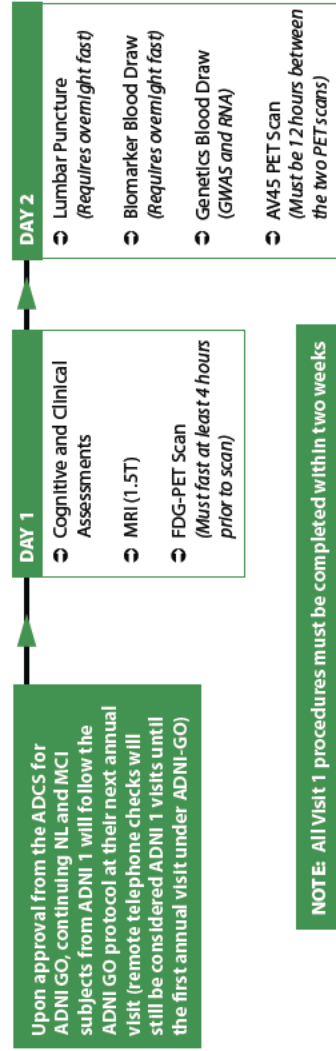 Upon approval from the ADCS for
ADNI GO, continuing NL and MCI
subjects from ADNI 1 will follow the
ADNI GO protocol at their next annual
visit (remote telephone checks will
still be considered ADNI 1 visits until
the first annual visit under ADNI-GO)
DAY 1
Cognitive and Clinical
Assessments
MRI (1.5T)
FDG-PET Scan
(Must fast at least 4 hours
prior to scan)
DAY 2
Lumbar Puncture
(Requires overnight fast)
Biomarker Blood Draw
(Requires overnight fast)
Genetics Blood Draw
(GWAS and RNA)
AV45 PET Scan
(Must be 12 hours between
the two PET scans)
NOTE: All Visit 1 procedures must be completed within two weeks